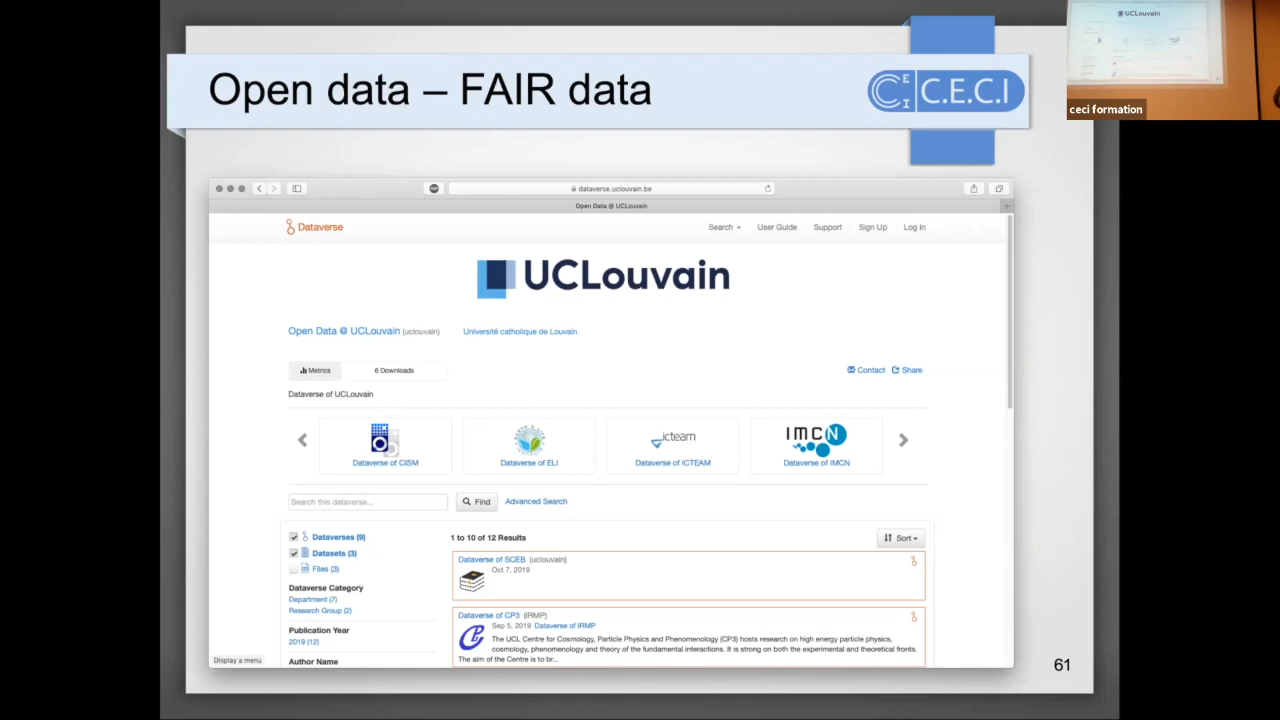 Open data – FAIR data
C.E.C.I
UCLouvain
ceci formation
dataverse.uclouvain.be
Open Data @ UCLouvain
Dataverse
Search
User Guide
Support
Sign Up
Log In
UCLouvain
Open Data @ UCLouvain (uclouvain)
Université catholique de Louvain
Metrics
6 Downloads
Contact
Share
Dataverse of UCLouvain
icteam
IMCN
Dataverse of CISM
Dataverse of ELI
Dataverse of ICTEAM
Dataverse of IMCN
Search this dataverse...
Find
Advanced Search
Dataverses (9)
Datasets (3)
Files (3)
Dataverse Category
Department (7)
Research Group (2)
Publication Year
2019 (12)
Author Name
1 to 10 of 12 Results
Sort
Dataverse of SCEB (uclouvain)
Oct 7, 2019
Dataverse of CP3 (IRMP)
Sep 5, 2019 Dataverse of IRMP
The UCL Centre for Cosmology, Particle Physics and Phenomenology (CP3) hosts research on high energy particle physics,
cosmology, phenomenology and theory of the fundamental interactions. It is strong on both the experimental and theoretical fronts.
The aim of the Centre is to br...
Display a menu
61